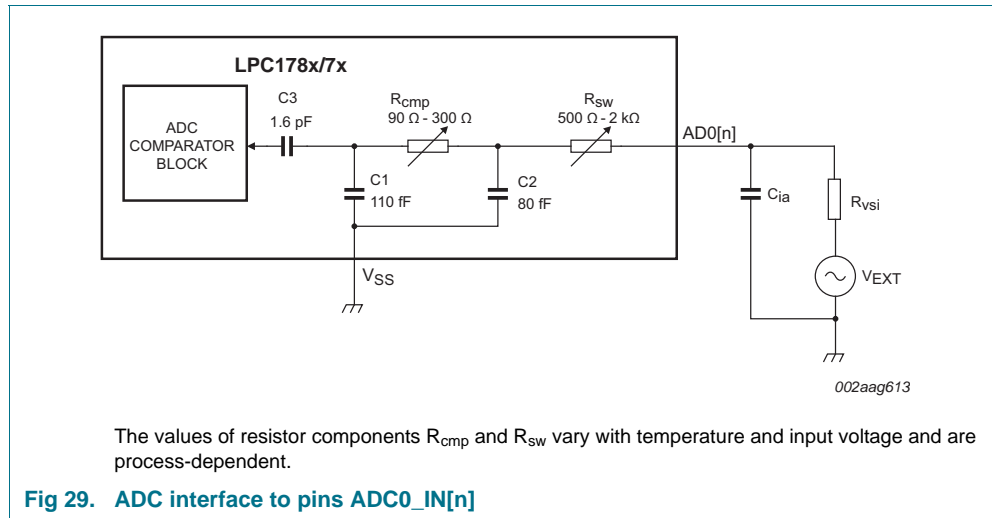 LPC178x/7x
ADC
COMPARATOR
BLOCK
C3
1.6 pF
Rcmp
90 Ω - 300 Ω
Rsw
500 Ω - 2 kΩ
AD0[n]
C1
110 fF
C2
80 fF
Cia
Rvsi
VSS
VEXT
002aag613
The values of resistor components Rcmp and Rsw vary with temperature and input voltage and are
process-dependent.
Fig 29. ADC interface to pins ADC0_IN[n]